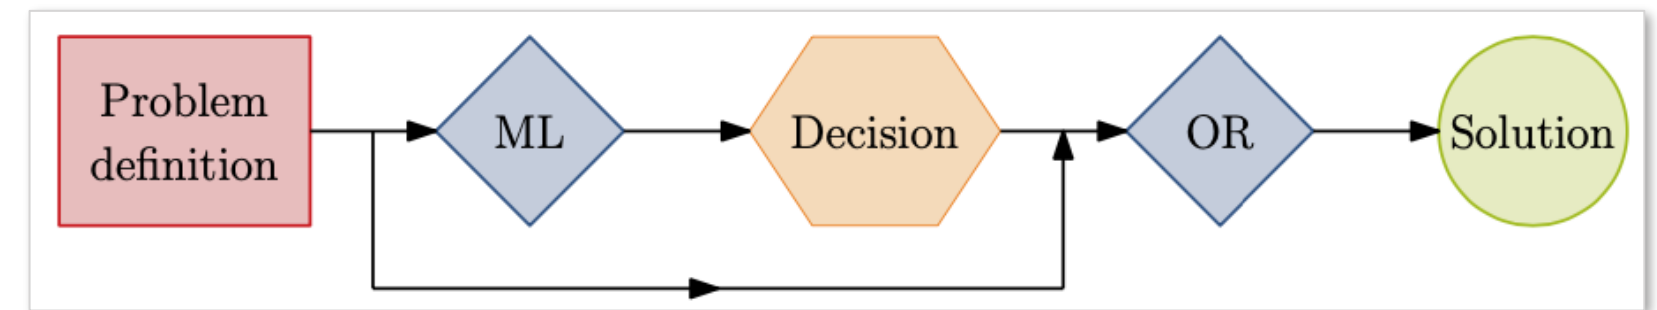 Problem
definition
ML
Decision
OR
Solution